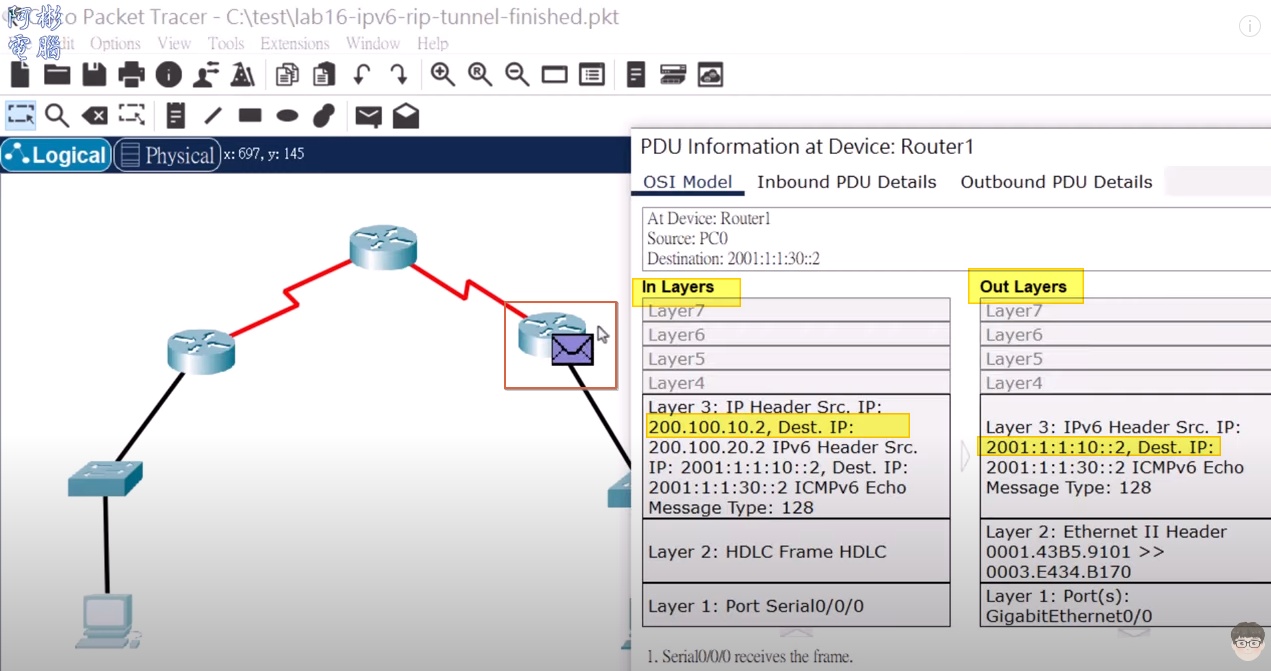 阿彬
電腦
Cisco Packet Tracer - C:\test\lab16-ipv6-rip-tunnel-finished.pkt
Edit Options View Tools Extensions Window Help
Logical
Physical
x: 697, y: 145
PDU Information at Device: Router1
OSI Model
Inbound PDU Details
Outbound PDU Details
At Device: Router1
Source: PC0
Destination: 2001:1:1:30::2
In Layers
Layer7
Layer6
Layer5
Layer4
Layer 3: IP Header Src. IP:
200.100.10.2, Dest. IP:
200.100.20.2 IPv6 Header Src.
IP: 2001:1:1:10::2, Dest. IP:
2001:1:1:30::2 ICMPv6 Echo
Message Type: 128
Layer 2: HDLC Frame HDLC
Layer 1: Port Serial0/0/0
Out Layers
Layer7
Layer6
Layer5
Layer4
Layer 3: IPv6 Header Src. IP:
2001:1:1:10::2, Dest. IP:
2001:1:1:30::2 ICMPv6 Echo
Message Type: 128
Layer 2: Ethernet II Header
0001.43B5.9101 >>
0003.E434.B170
Layer 1: Port(s):
GigabitEthernet0/0
1. Serial0/0/0 receives the frame.